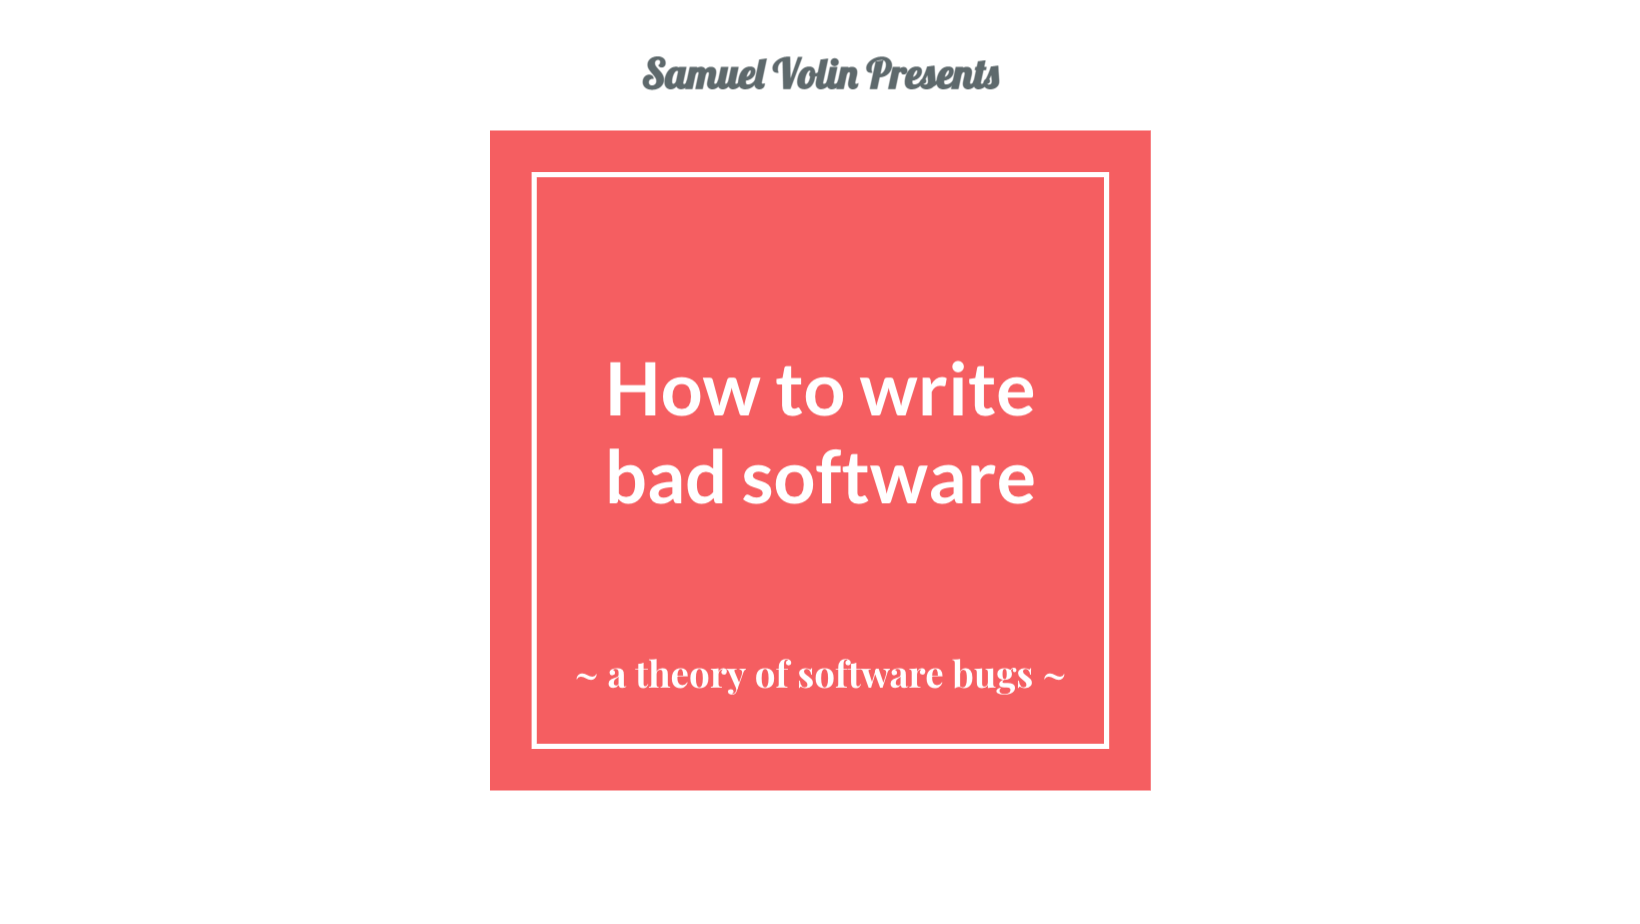 Samuel Volin Presents
How to write
bad software
~ a theory of software bugs ~